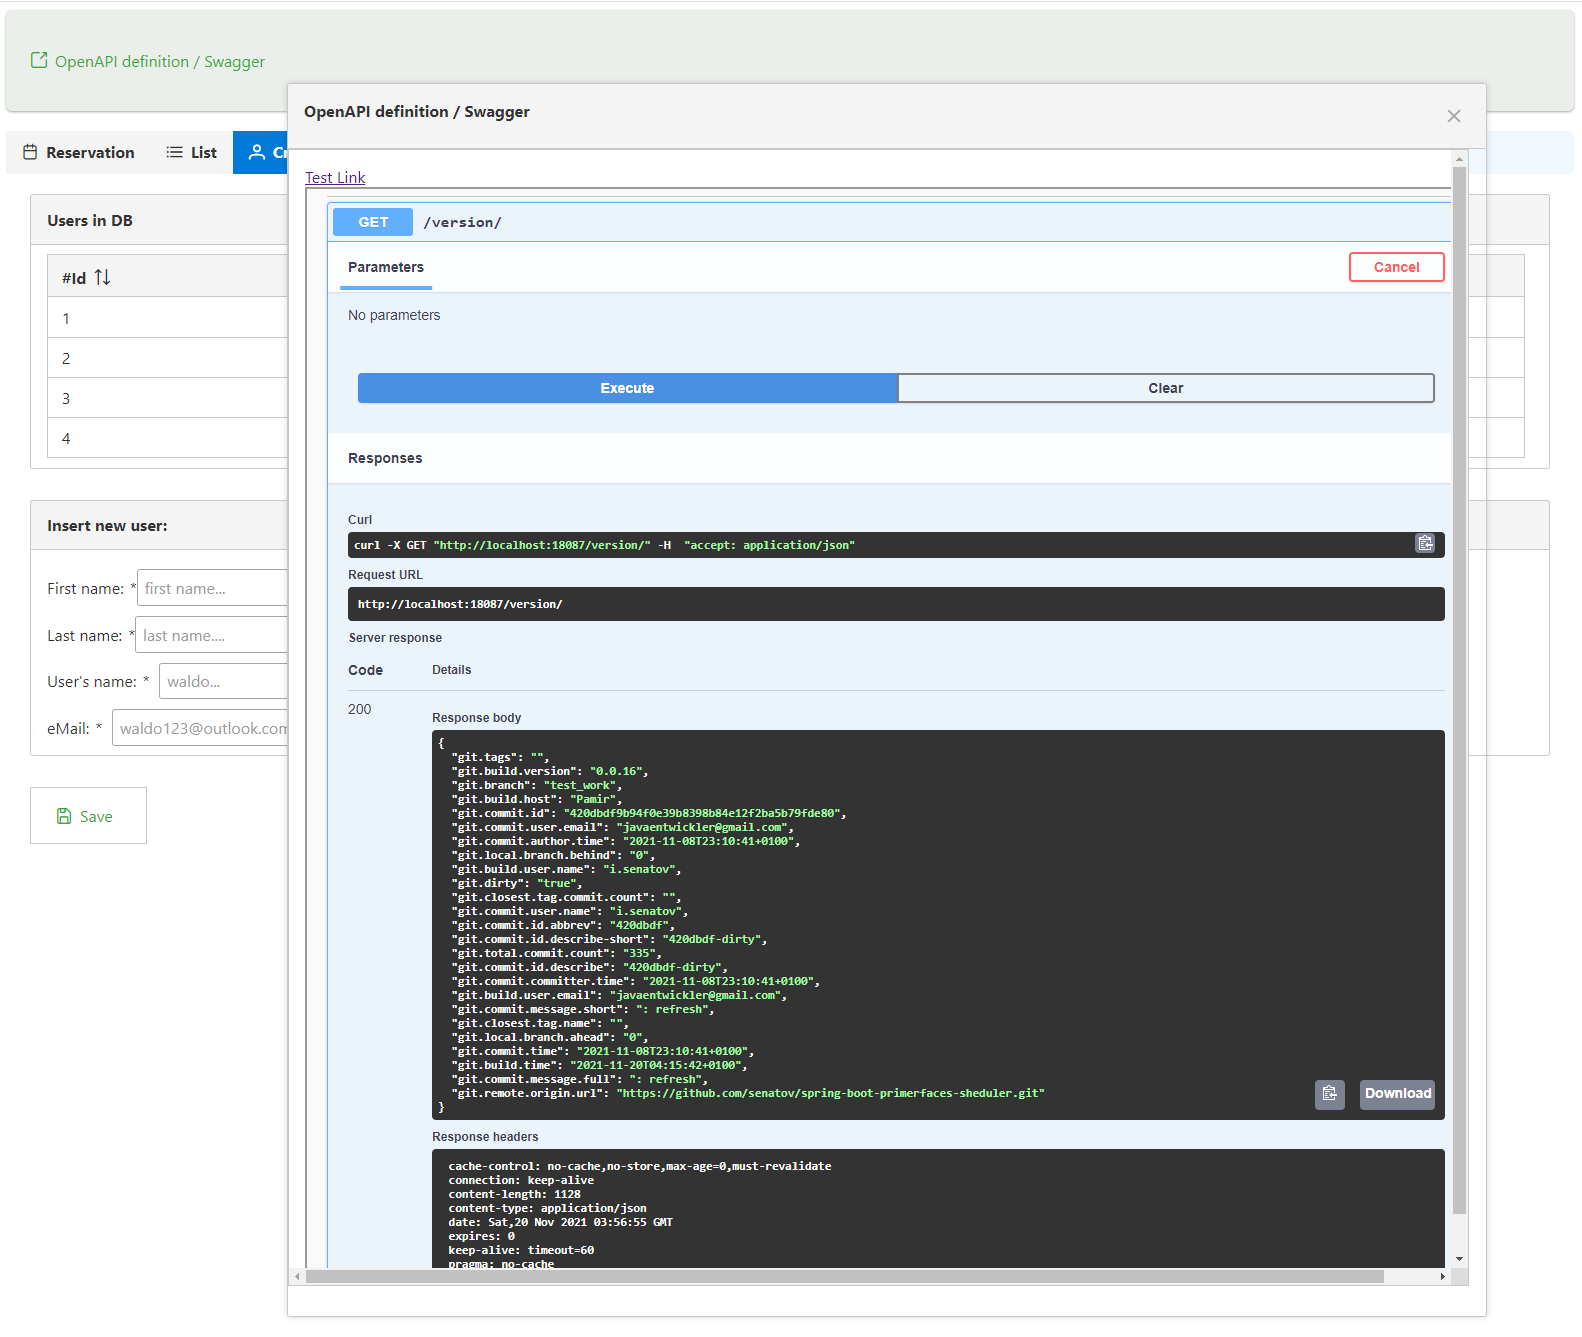 OpenAPI definition / Swagger
OpenAPI definition / Swagger
Reservation
List
Test Link
Users in DB
GET /version/
Parameters
Cancel
#Id
1
No parameters
2
Execute
Clear
3
4
Responses
Insert new user:
Curl
curl -X GET "http://localhost:18087/version/" -H  "accept: application/json"
Request URL
First name: * first name...
http://localhost:18087/version/
Last name: * last name....
Server response
Code Details
User's name: * waldo...
200
Response body
eMail: * waldo123@outlook.com
{
"git.tags": "",
"git.build.version": "0.0.16",
"git.branch": "test_work",
"git.build.host": "Pamir",
"git.commit.id": "420dbdf9b94f0e39b8398b84e12f2ba5b79fde80",
"git.commit.user.email": "javaentwickler@gmail.com",
"git.commit.author.time": "2021-11-08T23:10:41+0100",
"git.local.branch.behind": "0",
"git.build.user.name": "i.senatov",
"git.dirty": "true",
"git.closest.tag.commit.count": "",
"git.commit.user.name": "i.senatov",
"git.commit.id.abbrev": "420dbdf",
"git.commit.id.describe-short": "420dbdf-dirty",
"git.total.commit.count": "335",
"git.commit.id.describe": "420dbdf-dirty",
"git.commit.committer.time": "2021-11-08T23:10:41+0100",
"git.build.user.email": "javaentwickler@gmail.com",
"git.commit.message.short": ": refresh",
"git.closest.tag.name": "",
"git.local.branch.ahead": "0",
"git.commit.time": "2021-11-08T23:10:41+0100",
"git.build.time": "2021-11-20T04:15:42+0100",
"git.commit.message.full": ": refresh",
"git.remote.origin.url": "https://github.com/senatov/spring-boot-primerfaces-sheduler.git"
}
Download
Save
Response headers
cache-control: no-cache,no-store,max-age=0,must-revalidate
connection: keep-alive
content-length: 1128
content-type: application/json
date: Sat,20 Nov 2021 03:56:55 GMT
expires: 0
keep-alive: timeout=60
pragma: no-cache